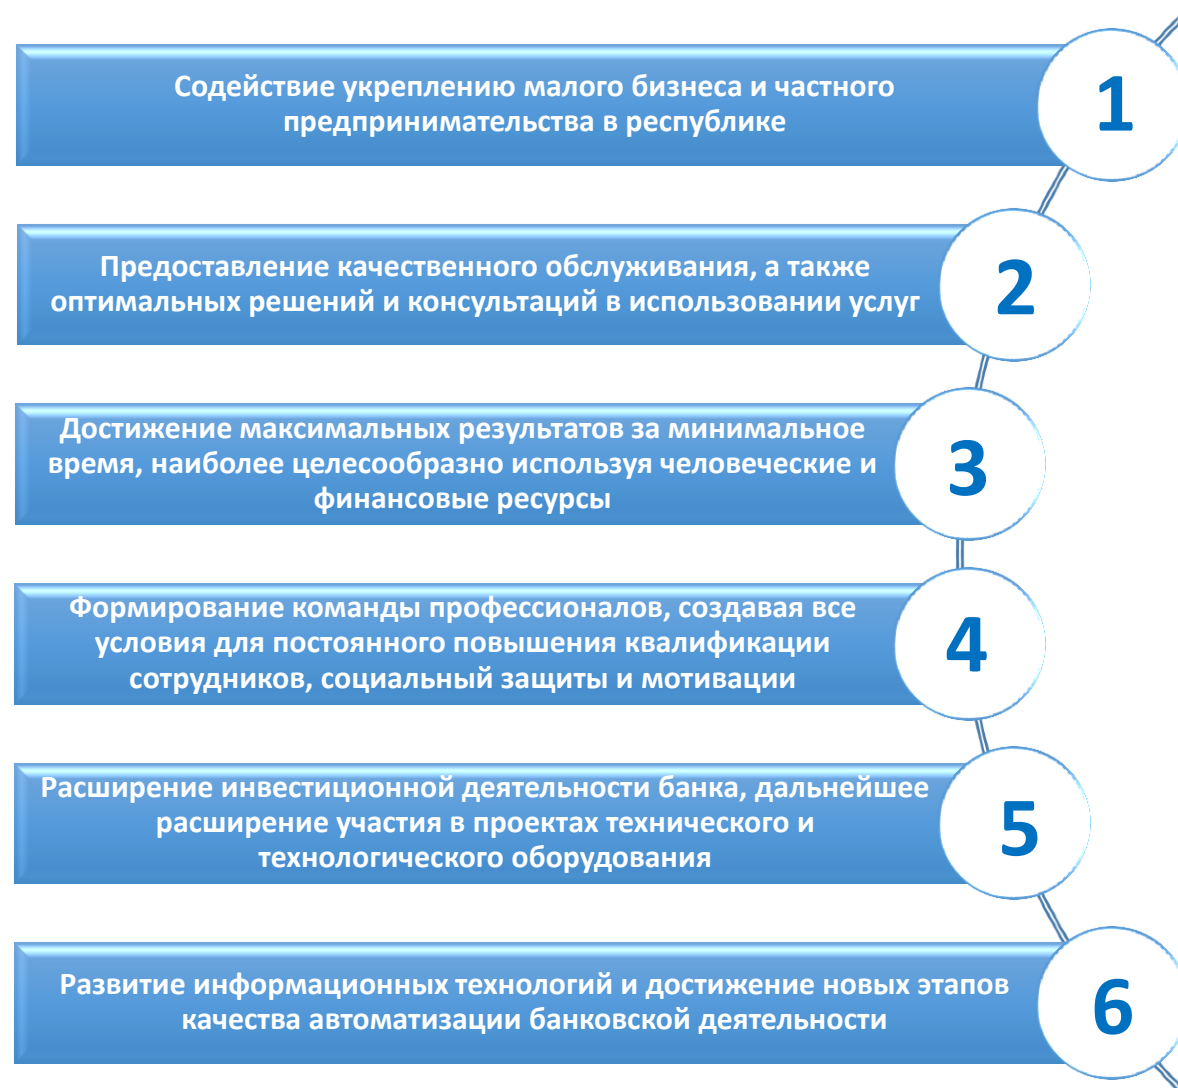 Содействие укреплению малого бизнеса и частного
предпринимательства в республике
1
Предоставление качественного обслуживания, а также
оптимальных решений и консультаций в использовании услуг
2
Достижение максимальных результатов за минимальное
время, наиболее целесообразно используя человеческие и
финансовые ресурсы
3
Формирование команды профессионалов, создавая все
условия для постоянного повышения квалификации
сотрудников, социальный защиты и мотивации
4
Расширение инвестиционной деятельности банка, дальнейшее
расширение участия в проектах технического и
технологического оборудования
5
Развитие информационных технологий и достижение новых этапов
качества автоматизации банковской деятельности
6